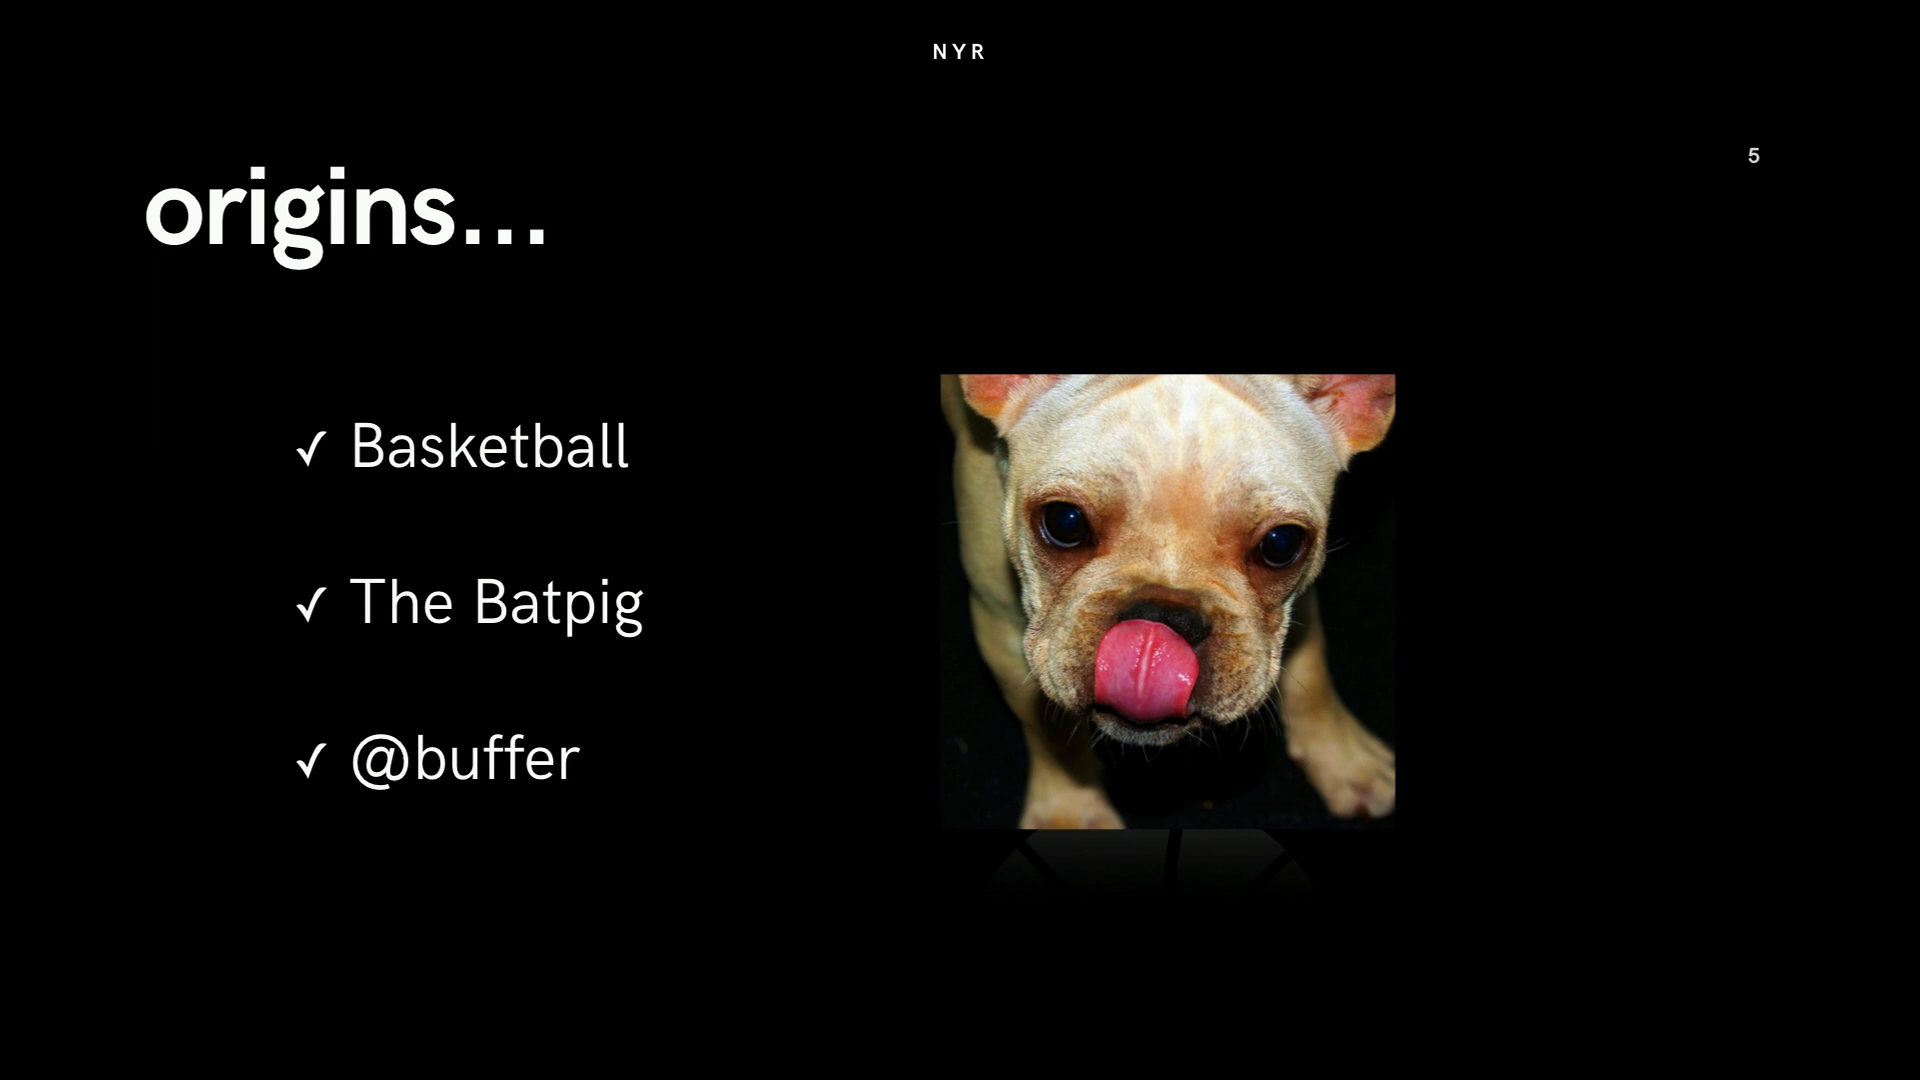 NYR
5
origins...
✓ Basketball
✓ The Batpig
✓ @buffer